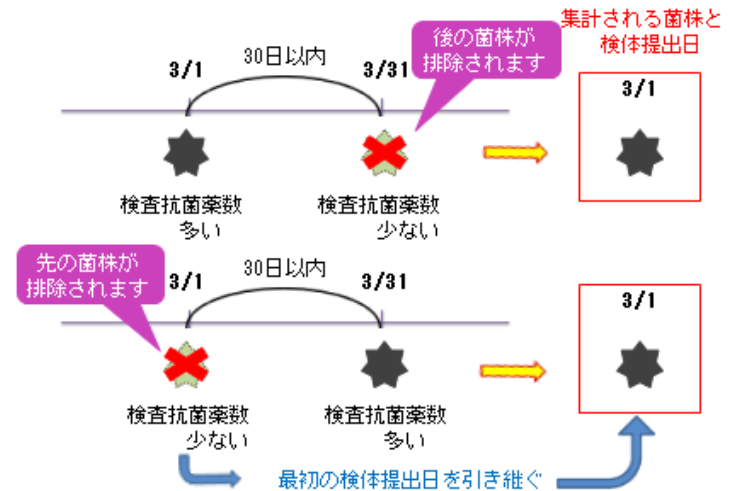 集計される菌株と
検体提出日
後の菌株が
排除されます
30日以内
3/1
3/31
3/1
検査抗菌薬数
多い
検査抗菌薬数
少ない
先の菌株が
排除されます
30日以内
3/1
3/31
3/1
検査抗菌薬数
少ない
検査抗菌薬数
多い
最初の検体提出日を引き継ぐ